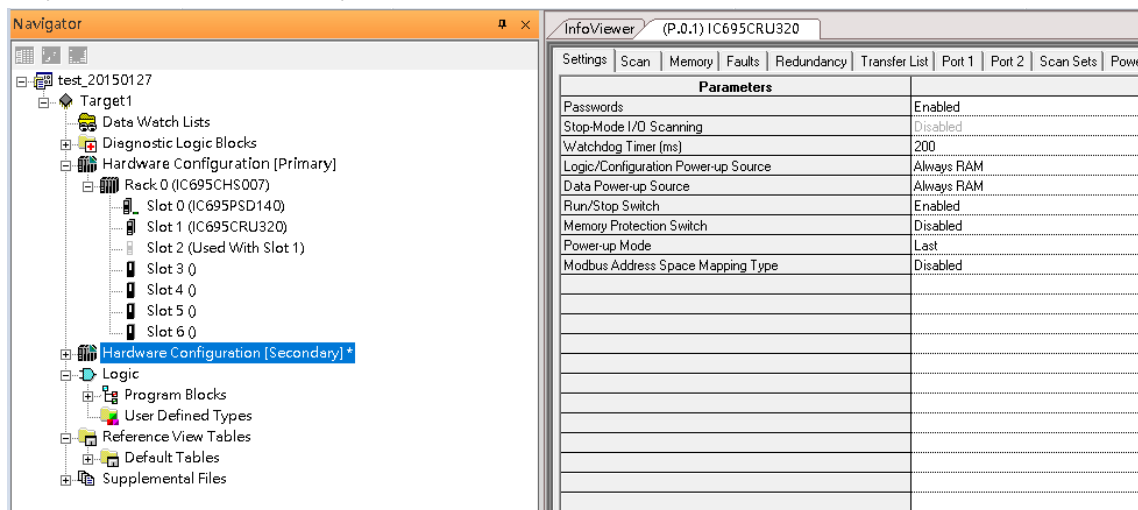 Navigator
test_20150127
Target1
Data Watch Lists
Diagnostic Logic Blocks
Hardware Configuration [Primary]
Rack 0 (IC695CHS007)
Slot 0 (IC695PSD140)
Slot 1 (IC695CRU320)
Slot 2 (Used With Slot 1)
Slot 3 ()
Slot 4 ()
Slot 5 ()
Slot 6 ()
Hardware Configuration [Secondary] *
Logic
Program Blocks
User Defined Types
Reference View Tables
Default Tables
Supplemental Files
InfoViewer (P.0.1) IC695CRU320
Settings Scan Memory Faults Redundancy Transfer List Port 1 Port 2 Scan Sets Powe
Parameters
Passwords Enabled
Stop-Mode I/O Scanning Disabled
Watchdog Timer (ms) 200
Logic/Configuration Power-up Source Always RAM
Data Power-up Source Always RAM
Run/Stop Switch Enabled
Memory Protection Switch Disabled
Power-up Mode Last
Modbus Address Space Mapping Type Disabled